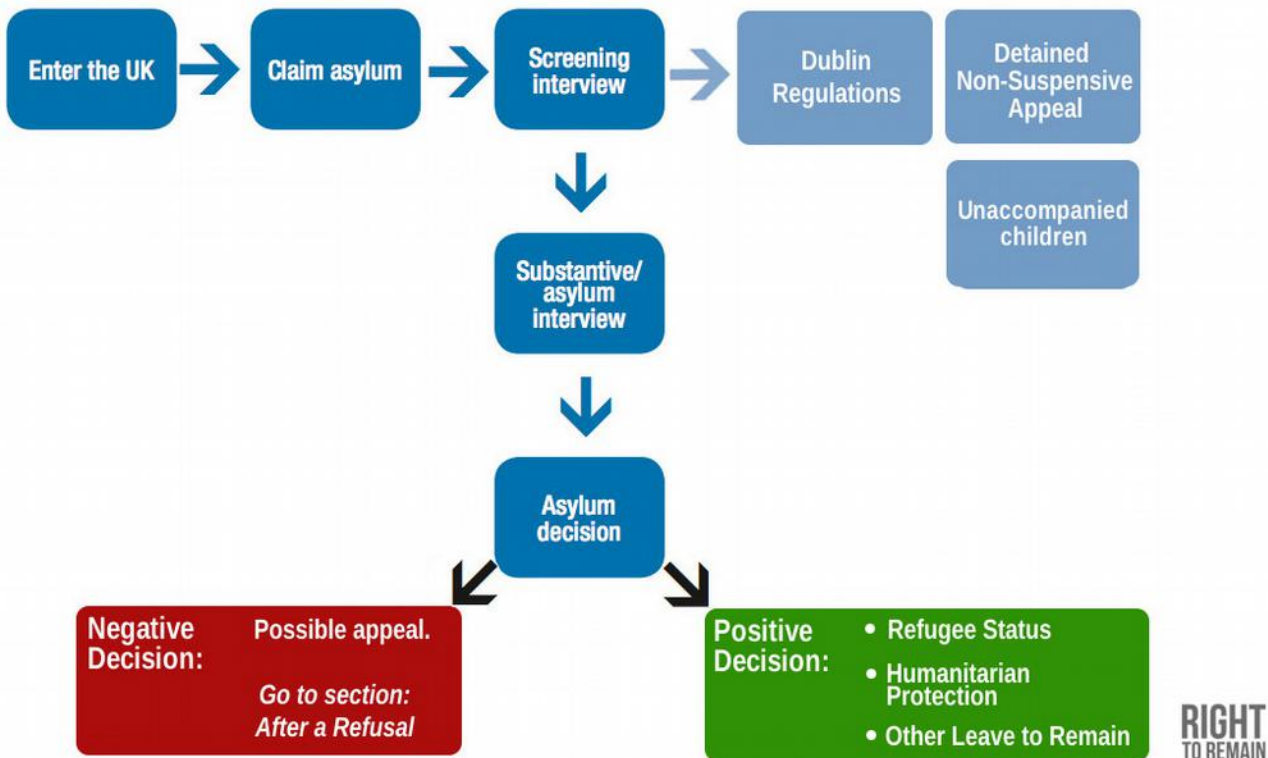 Enter the UK
Claim asylum
Screening
interview
Dublin
Regulations
Detained
Non-Suspensive
Appeal
Unaccompanied
children
Substantive/
asylum
interview
Asylum
decision
Negative
Decision:
Possible appeal.
Go to section:
After a Refusal
Positive
Decision:
• Refugee Status
• Humanitarian
Protection
• Other Leave to Remain
RIGHT
TO REMAIN